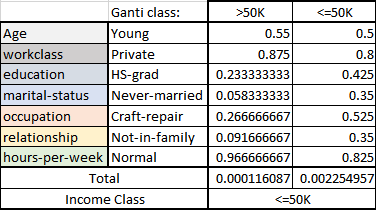 Ganti class: >50K <=50K
Age Young 0.55 0.5
workclass Private 0.875 0.8
education HS-grad 0.233333333 0.425
marital-status Never-married 0.058333333 0.35
occupation Craft-repair 0.266666667 0.525
relationship Not-in-family 0.091666667 0.35
hours-per-week Normal 0.966666667 0.825
Total 0.000116087 0.002254957
Income Class <=50K